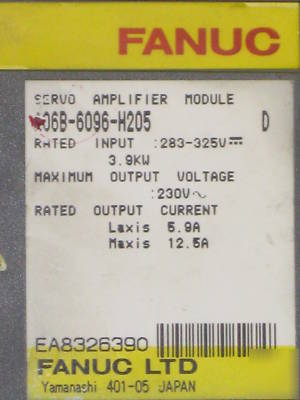 FANUC
SERVO AMPLIFIER MODULE
06B-6096-H205 D
RATED INPUT :283-325V⎓
3.9KW
MAXIMUM OUTPUT VOLTAGE
:230V～
RATED OUTPUT CURRENT
Laxis 5.9A
Maxis 12.5A
EA8326390
FANUC LTD
Yamanashi 401-05 JAPAN